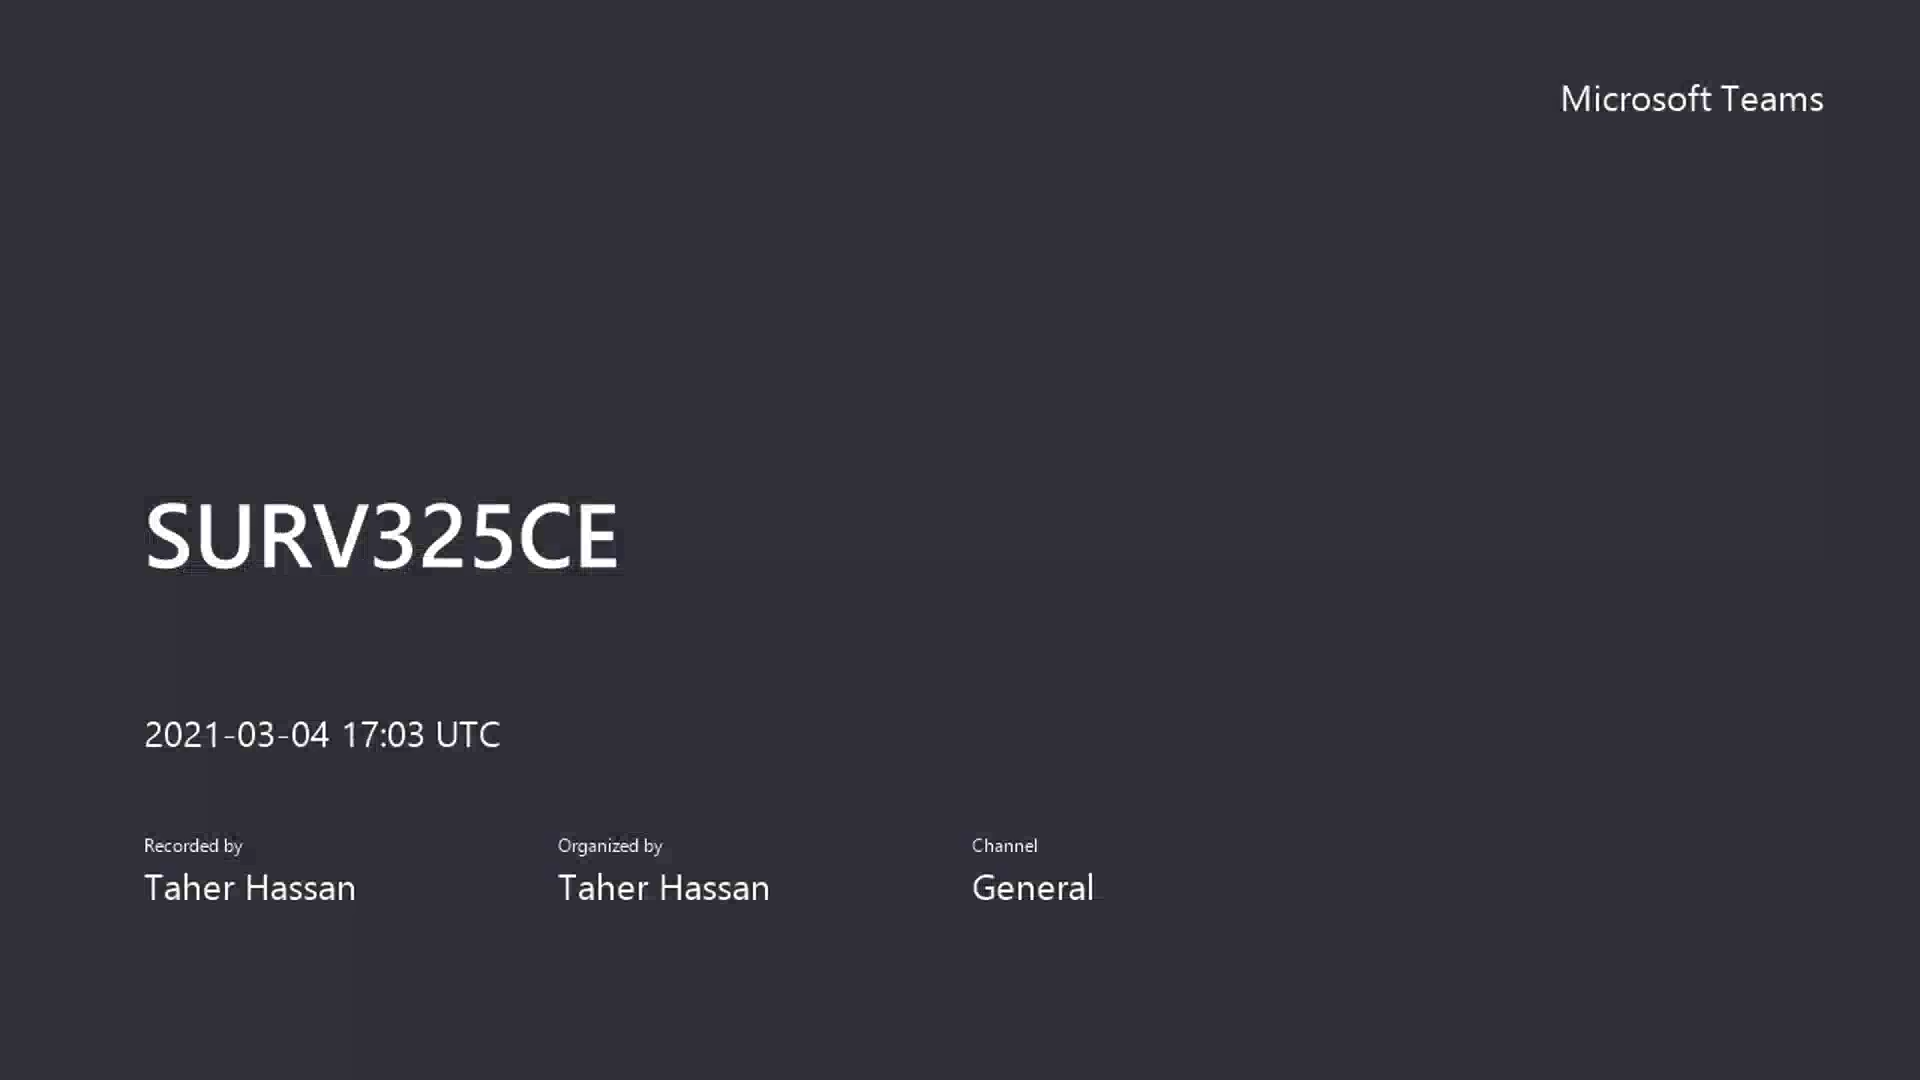 Microsoft Teams
SURV325CE
2021-03-04 17:03 UTC
Recorded by
Taher Hassan
Organized by
Taher Hassan
Channel
General